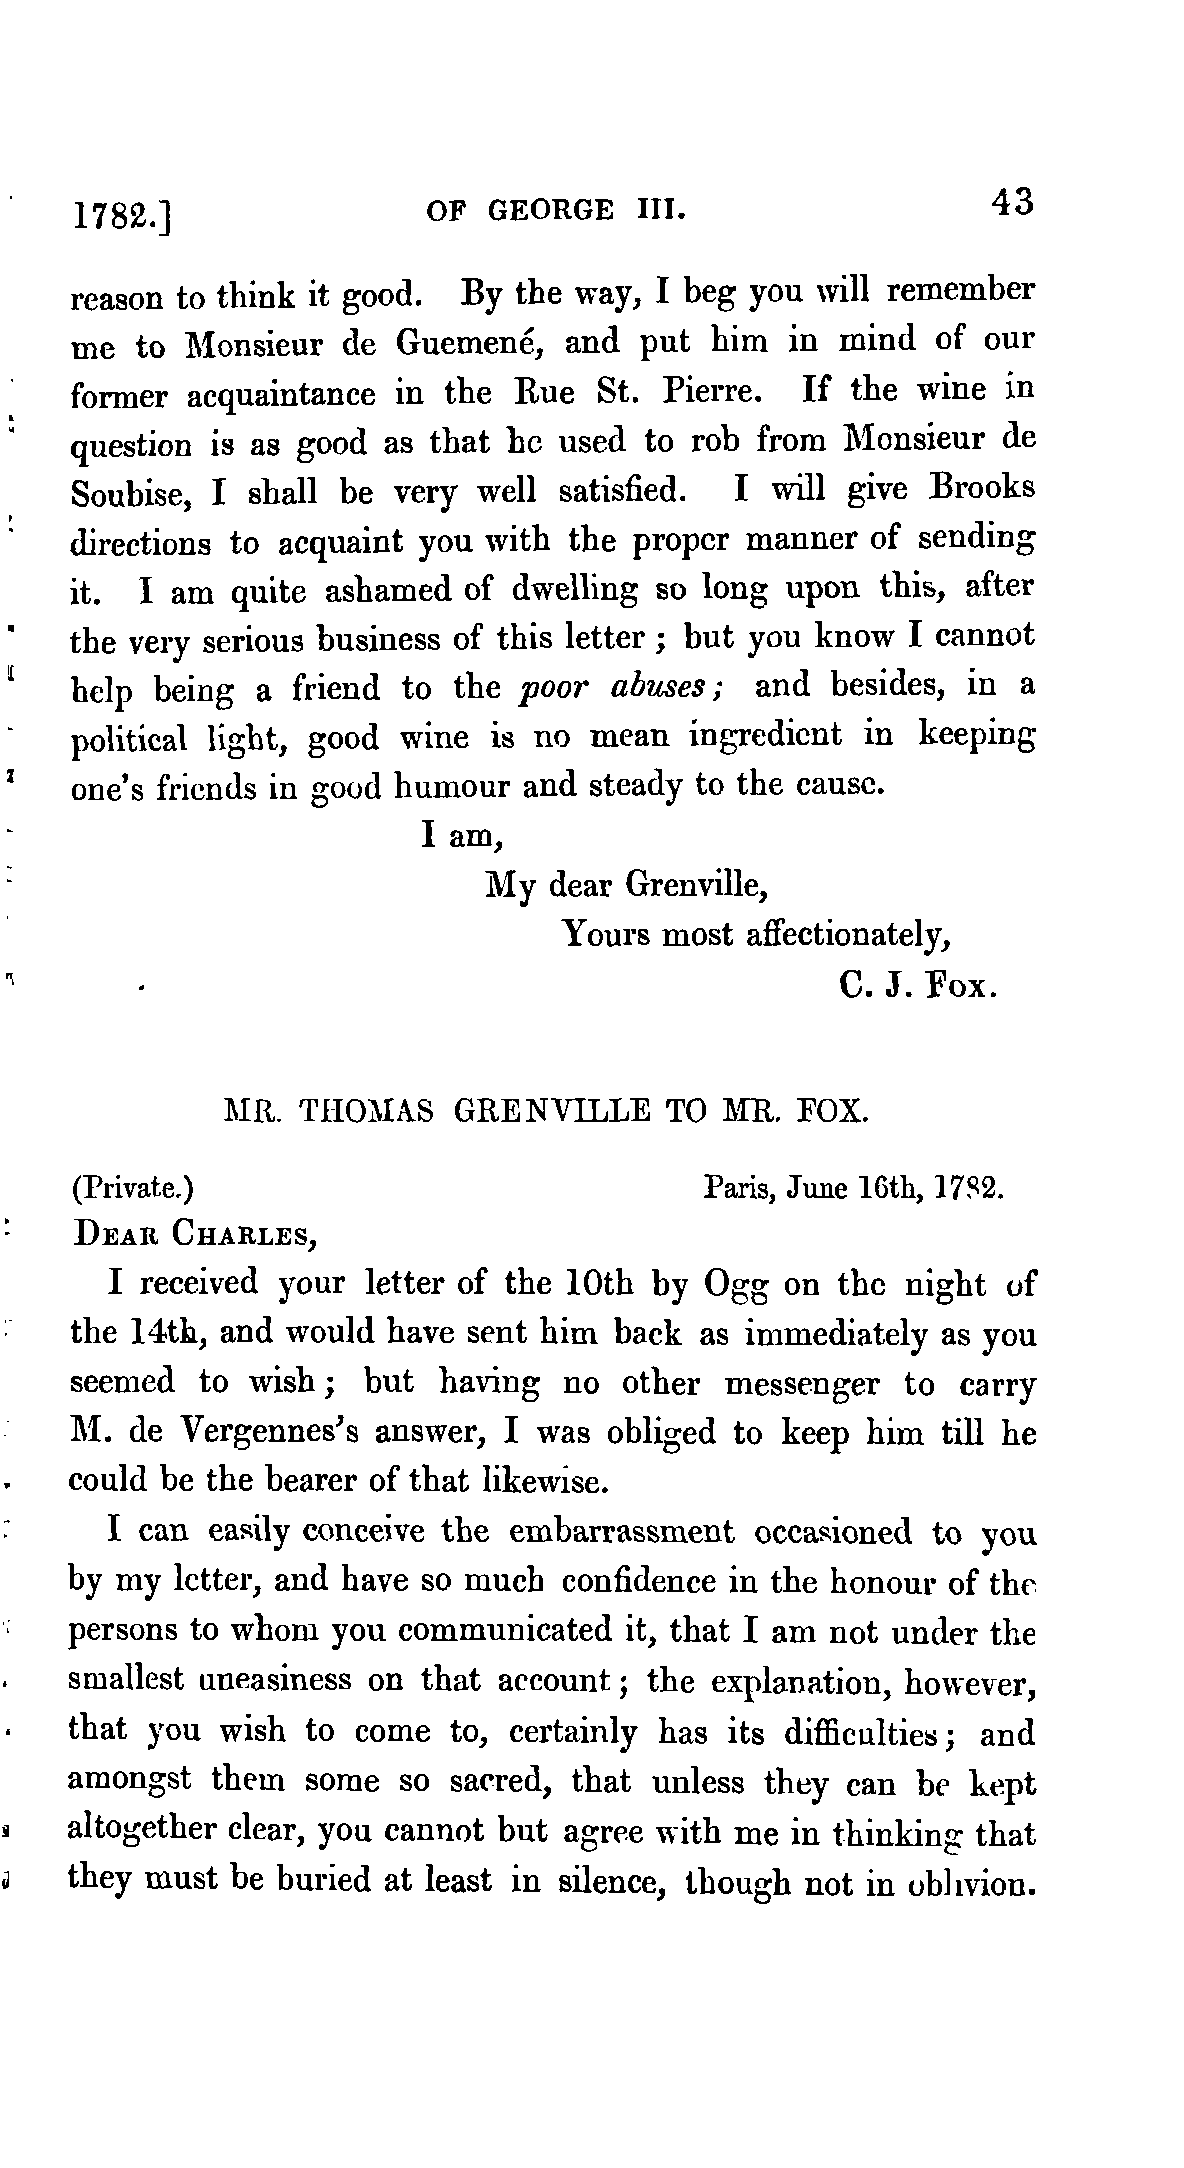 1782.] OF GEORGE III. 43
reason to think it good. By the way, I beg you will remember
me to Monsieur de Guemené, and put him in mind of our
former acquaintance in the Rue St. Pierre. If the wine in
question is as good as that he used to rob from Monsieur de
Soubise, I shall be very well satisfied. I will give Brooks
directions to acquaint you with the proper manner of sending
it. I am quite ashamed of dwelling so long upon this, after
the very serious business of this letter; but you know I cannot
help being a friend to the poor abuses; and besides, in a
political light, good wine is no mean ingredient in keeping
one's friends in good humour and steady to the cause.
I am,
My dear Grenville,
Yours most affectionately,
C. J. Fox.
MR. THOMAS GRENVILLE TO MR. FOX.
(Private.) Paris, June 16th, 1782.
DEAR CHARLES,
I received your letter of the 10th by Ogg on the night of
the 14th, and would have sent him back as immediately as you
seemed to wish; but having no other messenger to carry
M. de Vergennes's answer, I was obliged to keep him till he
could be the bearer of that likewise.
I can easily conceive the embarrassment occasioned to you
by my letter, and have so much confidence in the honour of the
persons to whom you communicated it, that I am not under the
smallest uneasiness on that account; the explanation, however,
that you wish to come to, certainly has its difficulties; and
amongst them some so sacred, that unless they can be kept
altogether clear, you cannot but agree with me in thinking that
they must be buried at least in silence, though not in oblivion.